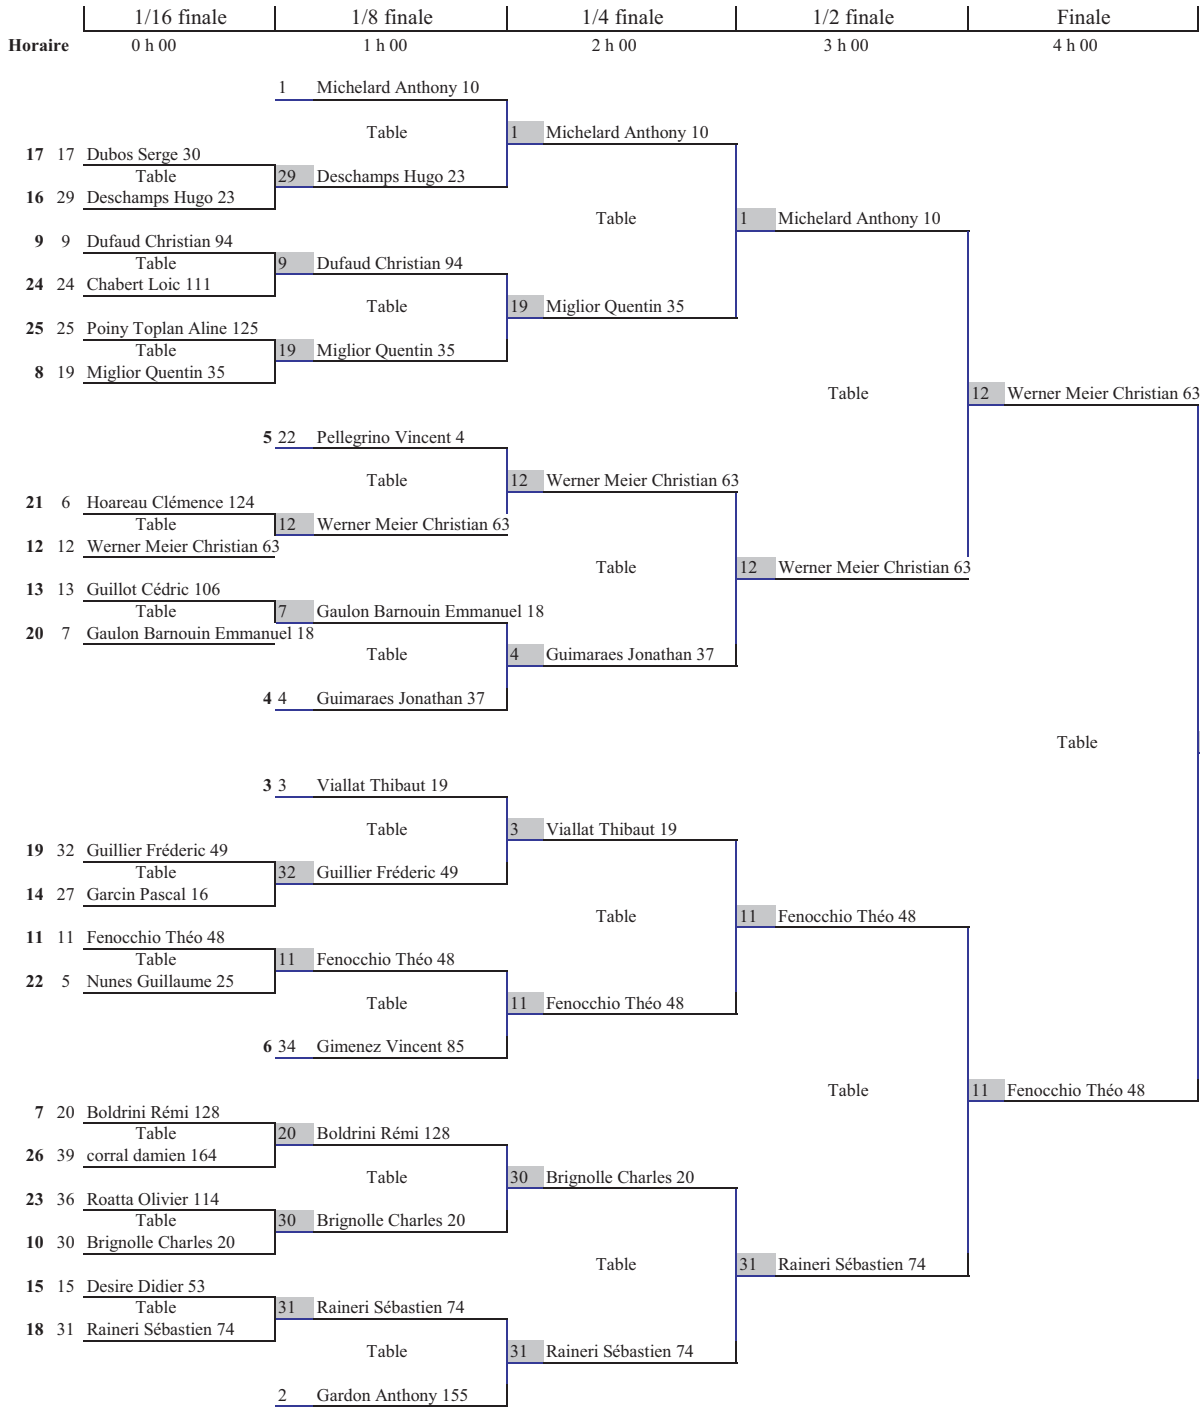 1/16 finale 1/8 finale 1/4 finale 1/2 finale Finale
Horaire 0 h 00 1 h 00 2 h 00 3 h 00 4 h 00
1 Michelard Anthony 10
Table 1 Michelard Anthony 10
17 17 Dubos Serge 30
Table 29 Deschamps Hugo 23
16 29 Deschamps Hugo 23
Table 1 Michelard Anthony 10
9 9 Dufaud Christian 94
Table 9 Dufaud Christian 94
24 24 Chabert Loic 111
Table 19 Miglior Quentin 35
25 25 Poiny Toplan Aline 125
Table 19 Miglior Quentin 35
8 19 Miglior Quentin 35
Table 12 Werner Meier Christian 63
5 22 Pellegrino Vincent 4
Table 12 Werner Meier Christian 63
21 6 Hoareau Clémence 124
Table 12 Werner Meier Christian 63
12 12 Werner Meier Christian 63
Table 12 Werner Meier Christian 63
13 13 Guillot Cédric 106
Table 7 Gaulon Barnouin Emmanuel 18
20 7 Gaulon Barnouin Emmanuel 18
Table 4 Guimaraes Jonathan 37
4 4 Guimaraes Jonathan 37
Table
3 3 Viallat Thibaut 19
Table 3 Viallat Thibaut 19
19 32 Guillier Fréderic 49
Table 32 Guillier Fréderic 49
14 27 Garcin Pascal 16
Table 11 Fenocchio Théo 48
11 11 Fenocchio Théo 48
Table 11 Fenocchio Théo 48
22 5 Nunes Guillaume 25
Table 11 Fenocchio Théo 48
6 34 Gimenez Vincent 85
Table 11 Fenocchio Théo 48
7 20 Boldrini Rémi 128
Table 20 Boldrini Rémi 128
26 39 corral damien 164
Table 30 Brignolle Charles 20
23 36 Roatta Olivier 114
Table 30 Brignolle Charles 20
10 30 Brignolle Charles 20
Table 31 Raineri Sébastien 74
15 15 Desire Didier 53
Table 31 Raineri Sébastien 74
18 31 Raineri Sébastien 74
Table 31 Raineri Sébastien 74
2 Gardon Anthony 155